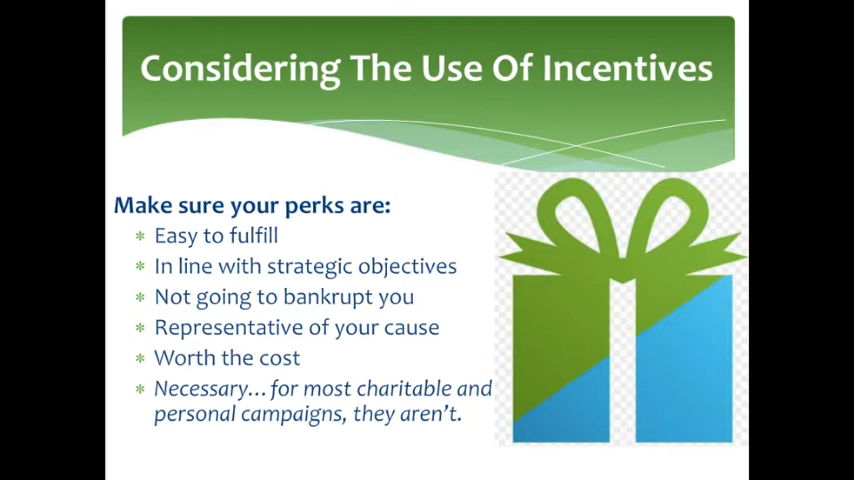 Considering The Use Of Incentives
Make sure your perks are:
* Easy to fulfill
* In line with strategic objectives
* Not going to bankrupt you
* Representative of your cause
* Worth the cost
* Necessary...for most charitable and
personal campaigns, they aren't.